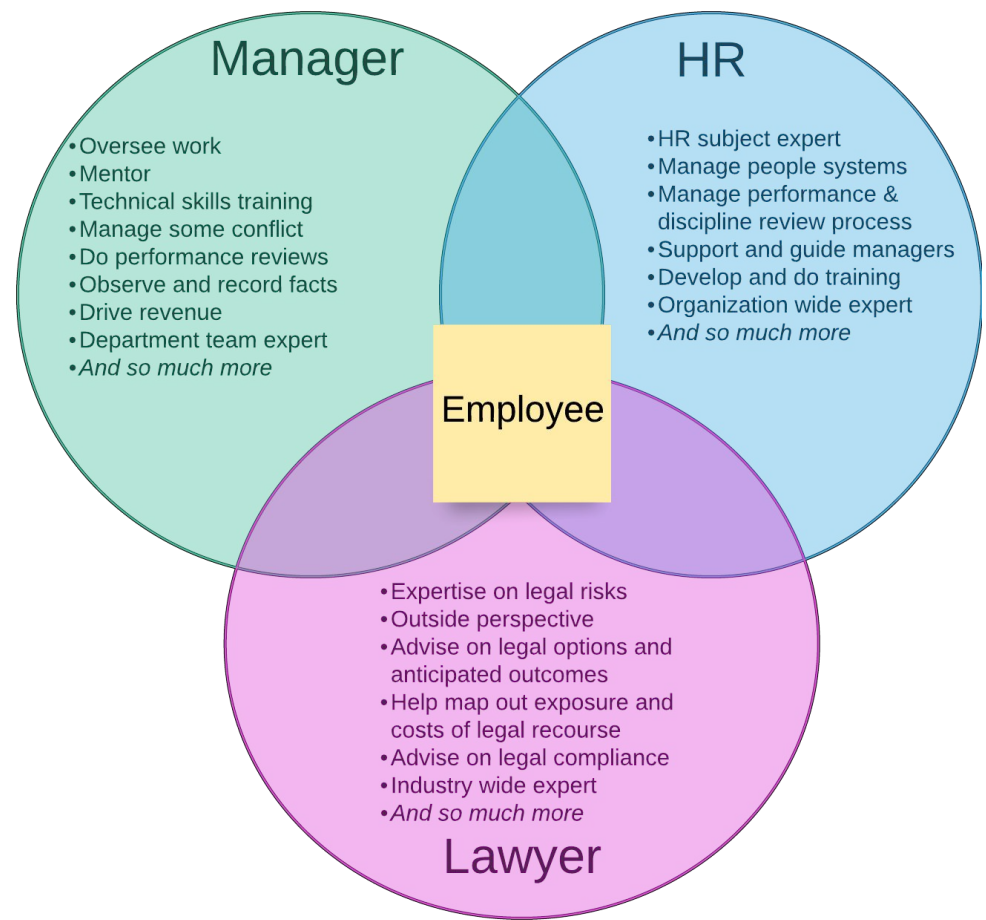 Manager
•Oversee work
•Mentor
•Technical skills training
•Manage some conflict
•Do performance reviews
•Observe and record facts
•Drive revenue
•Department team expert
•And so much more
HR
•HR subject expert
•Manage people systems
•Manage performance &
discipline review process
•Support and guide managers
•Develop and do training
•Organization wide expert
•And so much more
Employee
•Expertise on legal risks
•Outside perspective
•Advise on legal options and
anticipated outcomes
•Help map out exposure and
costs of legal recourse
•Advise on legal compliance
•Industry wide expert
•And so much more
Lawyer